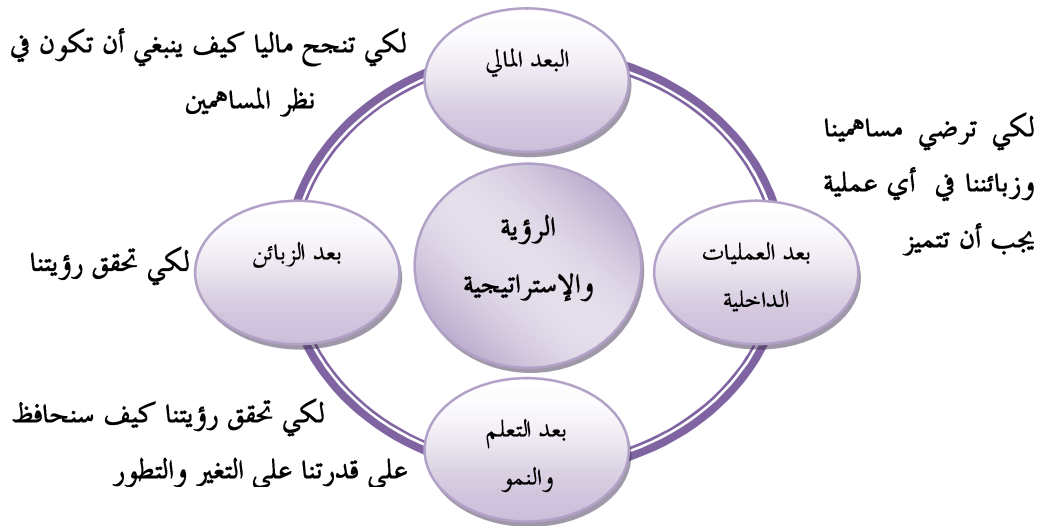 البعد المالي
لكي تنجح ماليا كيف ينبغي أن تكون في
نظر المساهمين
لكي ترضي مساهمينا
وزبائننا في أي عملية
يجب أن تتميز
بعد العمليات
الداخلية
الرؤية
والإستراتيجية
بعد الزبائن
لكي تحقق رؤيتنا
بعد التعلم
والنمو
لكي تحقق رؤيتنا كيف سنحافظ
على قدرتنا على التغير والتطور